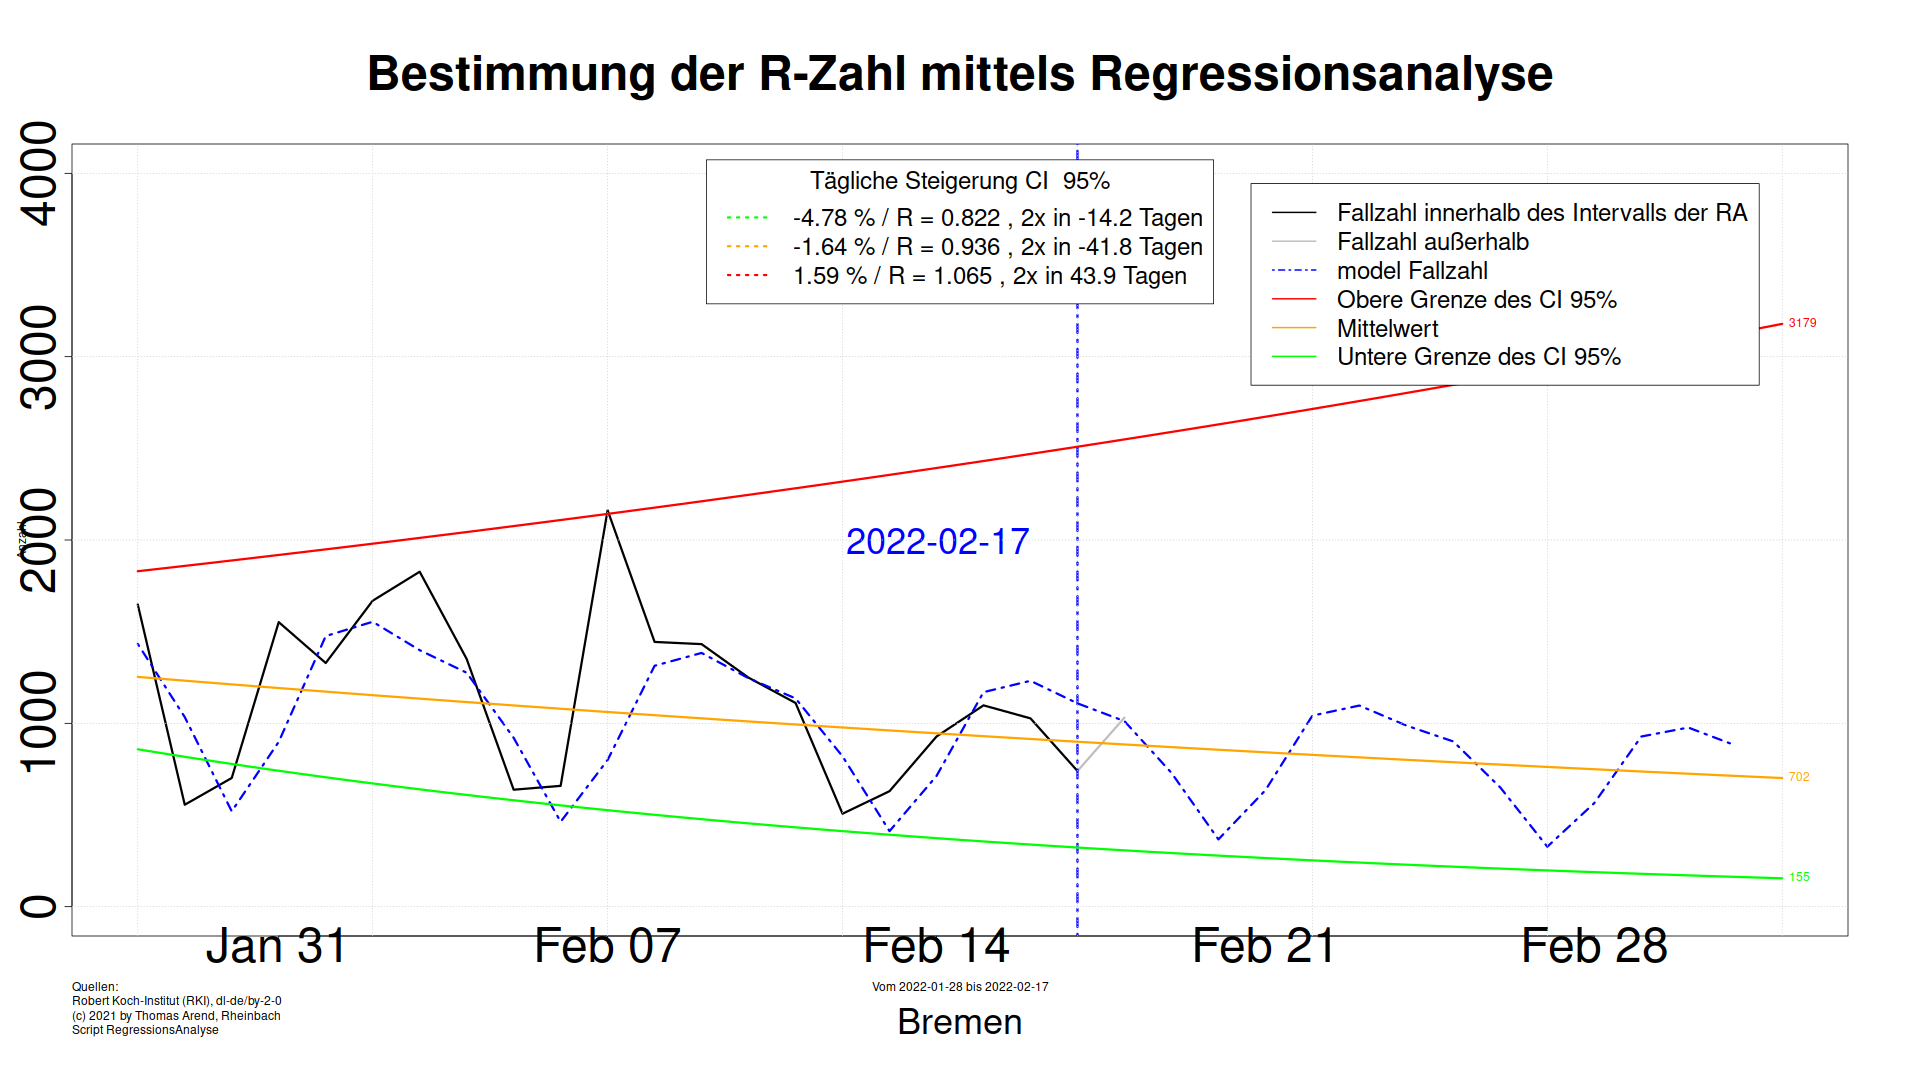 Bestimmung der R-Zahl mittels Regressionsanalyse
4000
3000
2000
1000
0
Anzahl
Tägliche Steigerung CI  95%
-4.78 % / R = 0.822 , 2x in -14.2 Tagen
-1.64 % / R = 0.936 , 2x in -41.8 Tagen
1.59 % / R = 1.065 , 2x in 43.9 Tagen
Fallzahl innerhalb des Intervalls der RA
Fallzahl außerhalb
model Fallzahl
Obere Grenze des CI 95%
Mittelwert
Untere Grenze des CI 95%
3179
2022-02-17
702
155
Jan 31 Feb 07 Feb 14 Feb 21 Feb 28
Quellen:
Robert Koch-Institut (RKI), dl-de/by-2-0
(c) 2021 by Thomas Arend, Rheinbach
Script RegressionsAnalyse
Vom 2022-01-28 bis 2022-02-17
Bremen